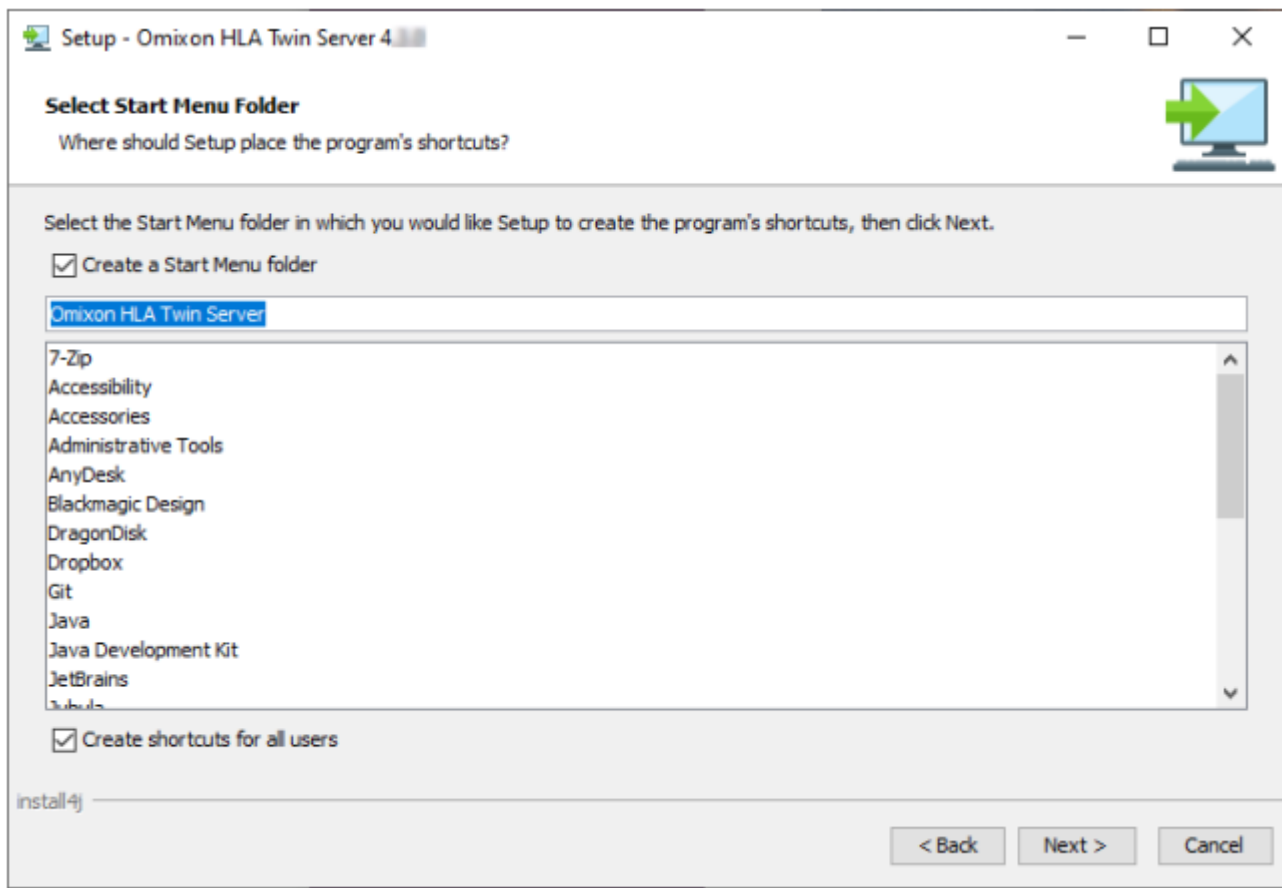 Setup - Omixon HLA Twin Server 4
Select Start Menu Folder
Where should Setup place the program's shortcuts?
Select the Start Menu folder in which you would like Setup to create the program's shortcuts, then click Next.
Create a Start Menu folder
Omixon HLA Twin Server
7-Zip
Accessibility
Accessories
Administrative Tools
AnyDesk
Blackmagic Design
DragonDisk
Dropbox
Git
Java
Java Development Kit
JetBrains
Create shortcuts for all users
install4j
< Back Next > Cancel